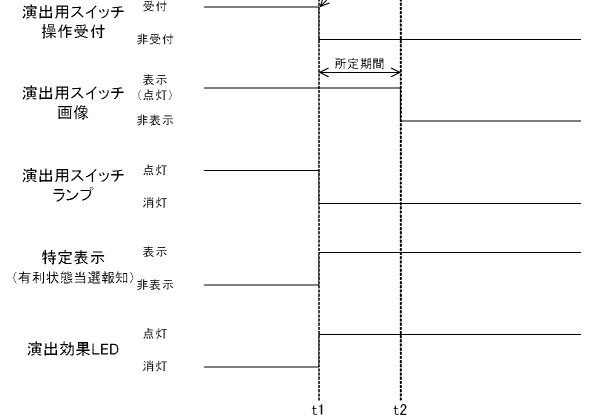 演出用スイッチ
操作受付
受付
非受付
所定期間
演出用スイッチ
画像
表示
(点灯)
非表示
演出用スイッチ
ランプ
点灯
消灯
特定表示
(有利状態当選報知)
表示
非表示
演出効果LED
点灯
消灯
t1 t2